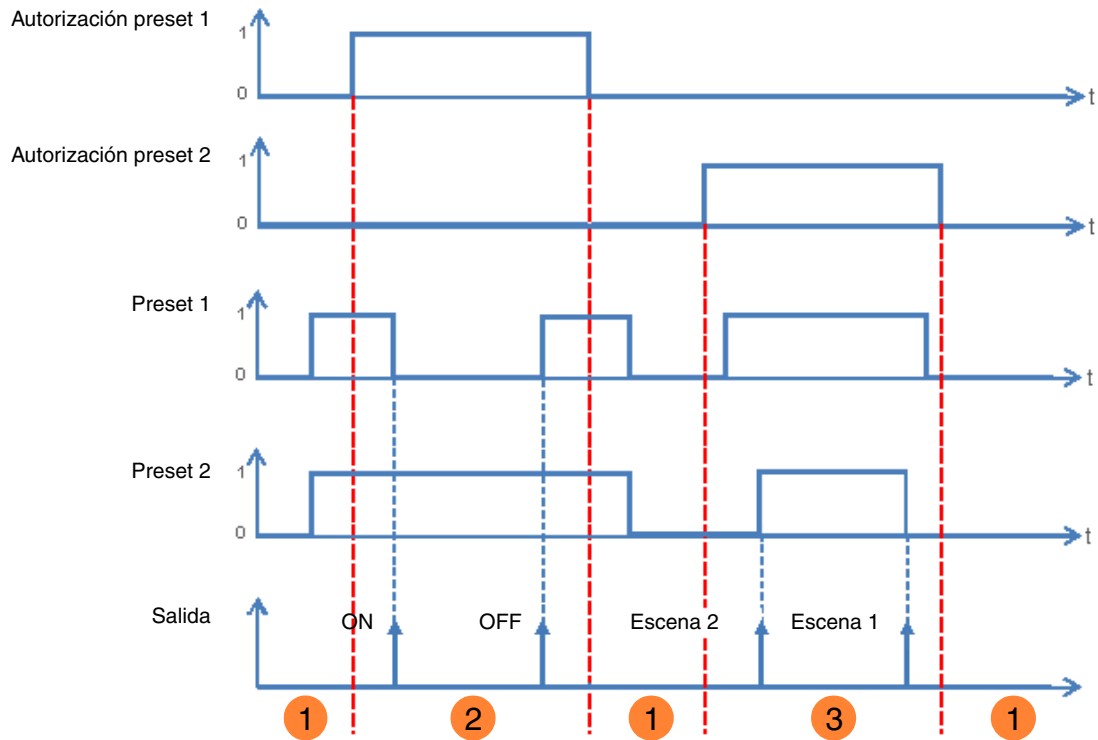 Autorización preset 1
1
0
t
Autorización preset 2
1
0
t
Preset 1
1
0
t
Preset 2
1
0
t
Salida
ON
OFF
Escena 2
Escena 1
1
2
1
3
1